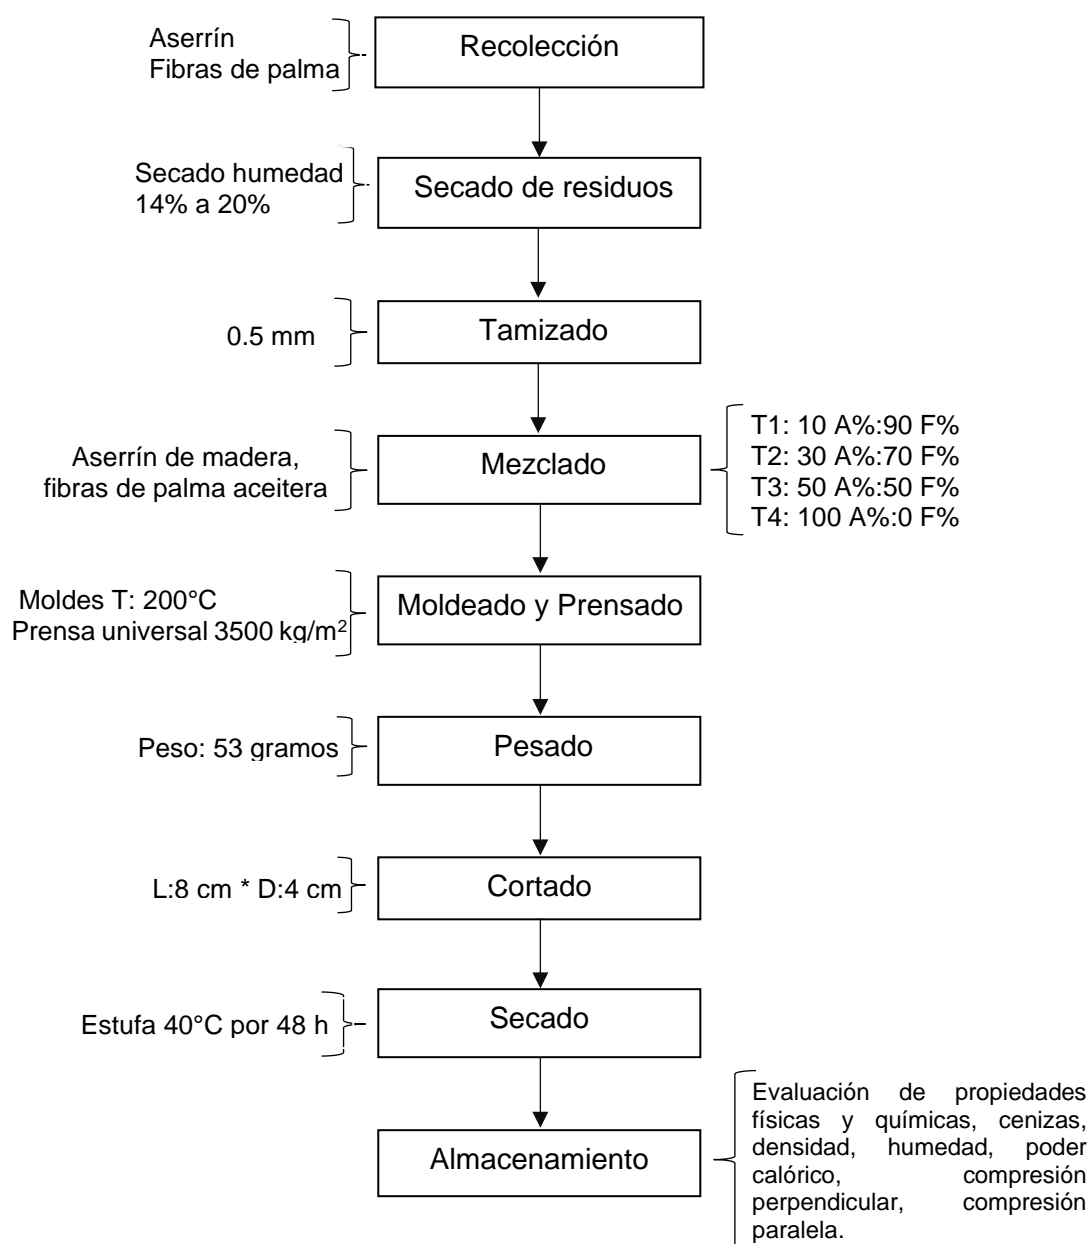 Aserrín
Fibras de palma
Recolección
Secado humedad
14% a 20%
Secado de residuos
0.5 mm
Tamizado
Aserrín de madera,
fibras de palma aceitera
Mezclado
T1: 10 A%:90 F%
T2: 30 A%:70 F%
T3: 50 A%:50 F%
T4: 100 A%:0 F%
Moldes T: 200°C
Prensa universal 3500 kg/m²
Moldeado y Prensado
Peso: 53 gramos
Pesado
L:8 cm * D:4 cm
Cortado
Estufa 40°C por 48 h
Secado
Almacenamiento
Evaluación de propiedades
físicas y químicas, cenizas,
densidad, humedad, poder
calórico, compresión
perpendicular, compresión
paralela.